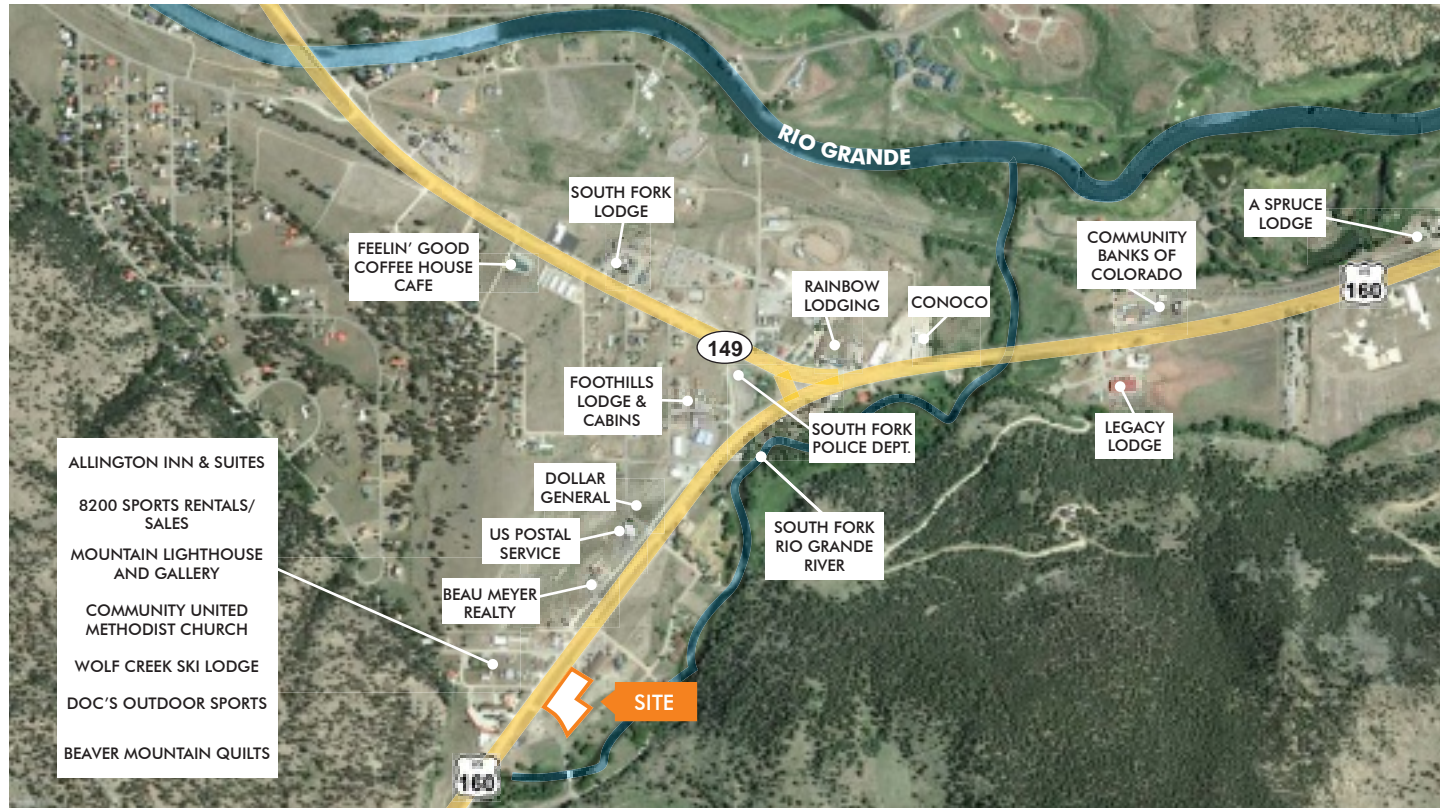 RIO GRANDE
SOUTH FORK
LODGE
A SPRUCE
LODGE
FEELIN' GOOD
COFFEE HOUSE
CAFE
COMMUNITY
BANKS OF
COLORADO
RAINBOW
LODGING
CONOCO
160
149
FOOTHILLS
LODGE &
CABINS
SOUTH FORK
POLICE DEPT.
LEGACY
LODGE
ALLINGTON INN & SUITES
8200 SPORTS RENTALS/
SALES
MOUNTAIN LIGHTHOUSE
AND GALLERY
COMMUNITY UNITED
METHODIST CHURCH
WOLF CREEK SKI LODGE
DOC'S OUTDOOR SPORTS
BEAVER MOUNTAIN QUILTS
DOLLAR
GENERAL
US POSTAL
SERVICE
SOUTH FORK
RIO GRANDE
RIVER
BEAU MEYER
REALTY
SITE
160